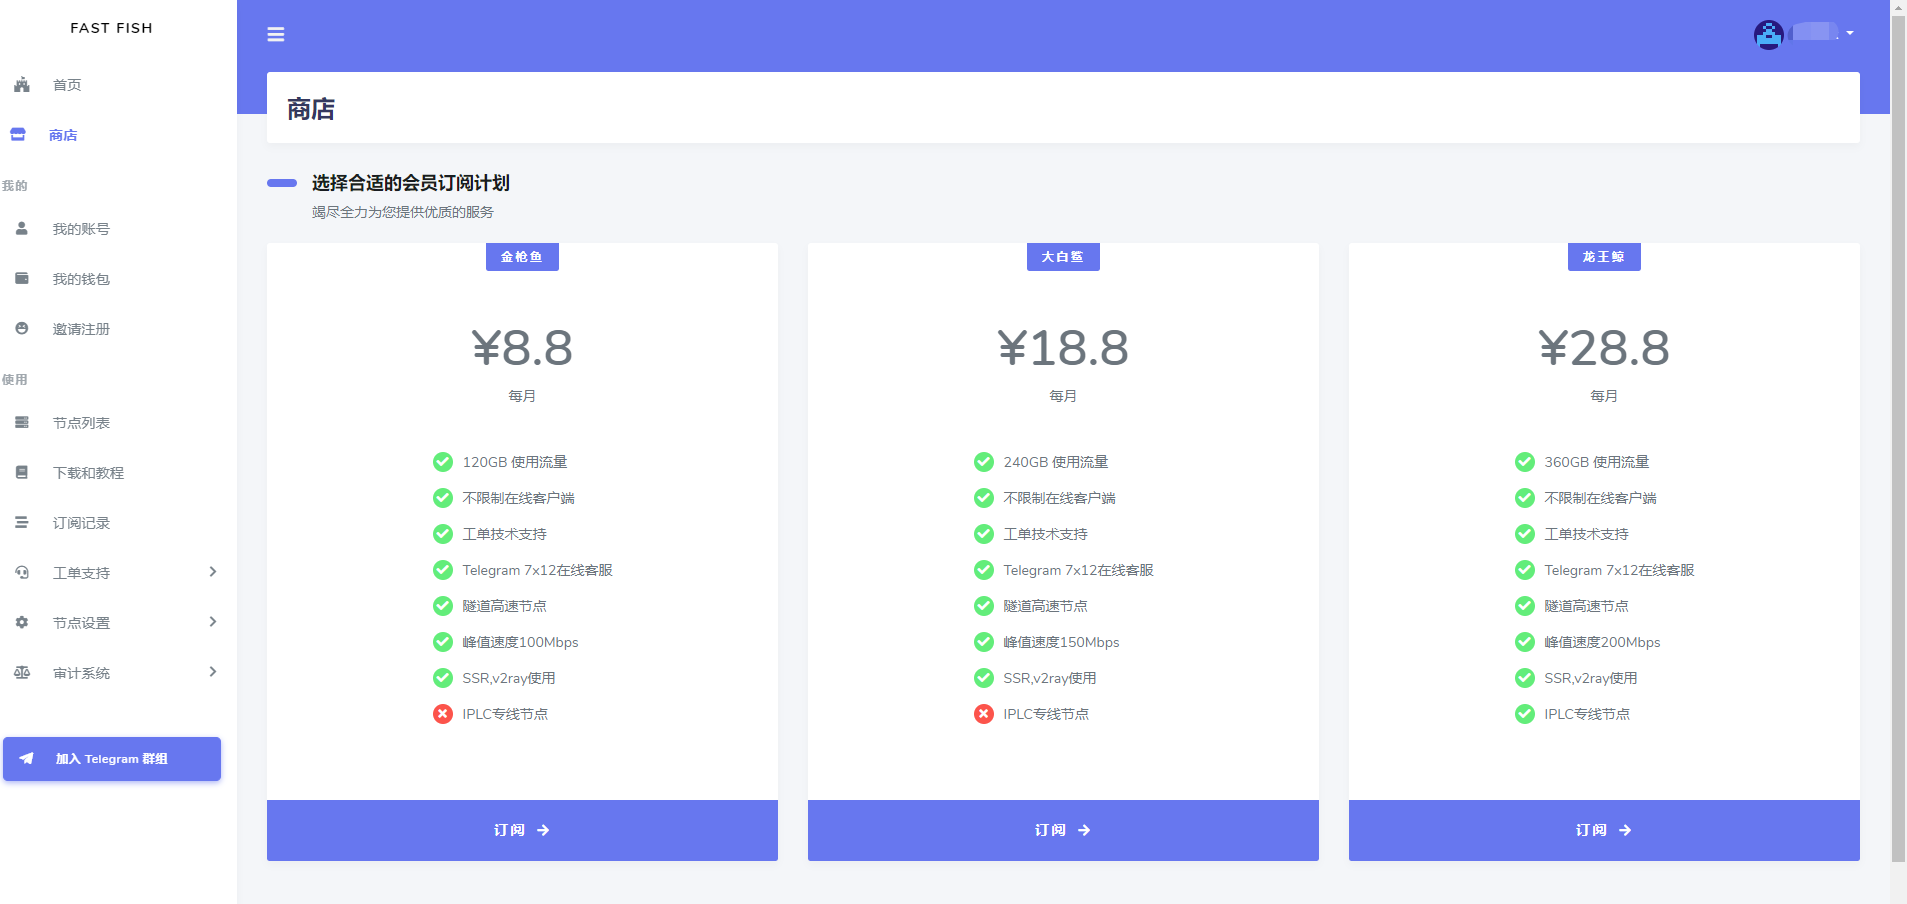 FAST FISH
首页
商店
我的
我的账号
我的钱包
邀请注册
使用
节点列表
下载和教程
订阅记录
工单支持
节点设置
审计系统
加入 Telegram 群组
商店
选择合适的会员订阅计划
竭尽全力为您提供优质的服务
金枪鱼
¥8.8
每月
120GB 使用流量
不限制在线客户端
工单技术支持
Telegram 7x12在线客服
隧道高速节点
峰值速度100Mbps
SSR,v2ray使用
IPLC专线节点
订阅
大白鲨
¥18.8
每月
240GB 使用流量
不限制在线客户端
工单技术支持
Telegram 7x12在线客服
隧道高速节点
峰值速度150Mbps
SSR,v2ray使用
IPLC专线节点
订阅
龙王鲸
¥28.8
每月
360GB 使用流量
不限制在线客户端
工单技术支持
Telegram 7x12在线客服
隧道高速节点
峰值速度200Mbps
SSR,v2ray使用
IPLC专线节点
订阅